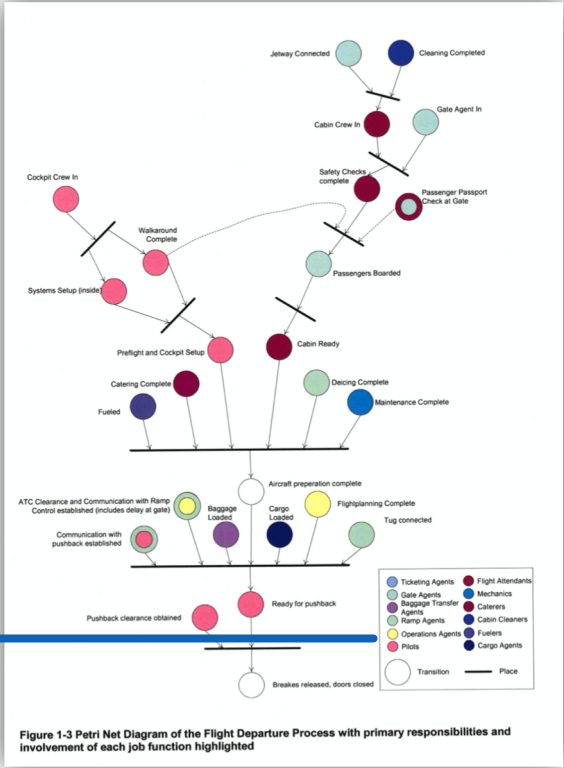 Jetway Connected
Cleaning Completed
Cabin Crew In
Gate Agent In
Safety Checks
complete
Passenger Passport
Check at Gate
Cockpit Crew In
Walkaround
Complete
Passengers Boarded
Systems Setup (inside)
Preflight and Cockpit Setup
Cabin Ready
Catering Complete
Deicing Complete
Fueled
Maintenance Complete
Aircraft preperation complete
ATC Clearance and Communication with Ramp
Control established (includes delay at gate)
Baggage
Loaded
Cargo
Loaded
Flightplanning Complete
Tug connected
Communication with
pushback established
Ready for pushback
Pushback clearance obtained
Breakes released, doors closed
Ticketing Agents
Gate Agents
Baggage Transfer
Agents
Ramp Agents
Operations Agents
Pilots
Flight Attendants
Mechanics
Caterers
Cabin Cleaners
Fuelers
Cargo Agents
Transition
Place
Figure 1-3 Petri Net Diagram of the Flight Departure Process with primary responsibilities and
involvement of each job function highlighted